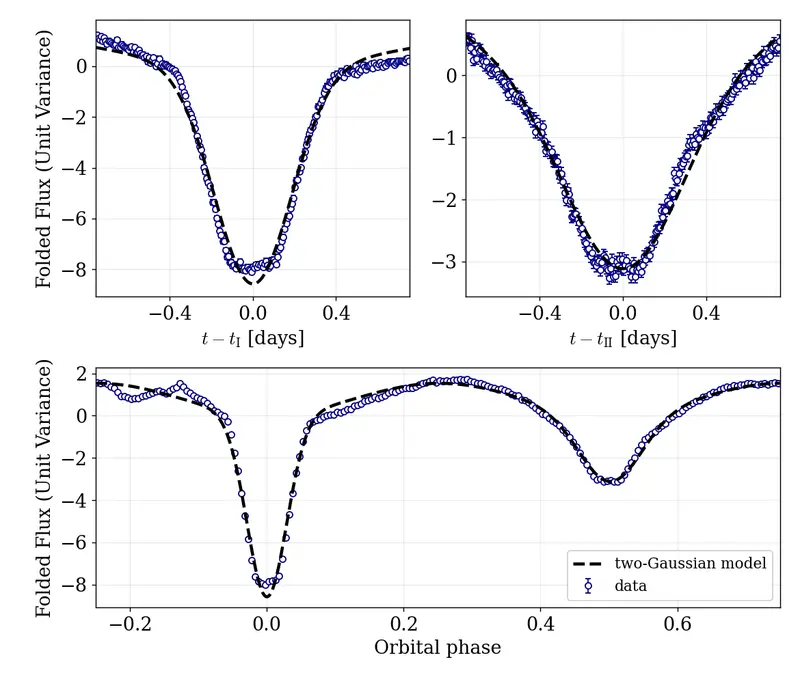 Folded Flux (Unit Variance)
0
−2
−4
−6
−8
−0.4 0.0 0.4
t − tI [days]
0
−1
−2
−3
−0.4 0.0 0.4
t − tII [days]
Folded Flux (Unit Variance)
2
0
−2
−4
−6
−8
two-Gaussian model
data
−0.2 0.0 0.2 0.4 0.6
Orbital phase